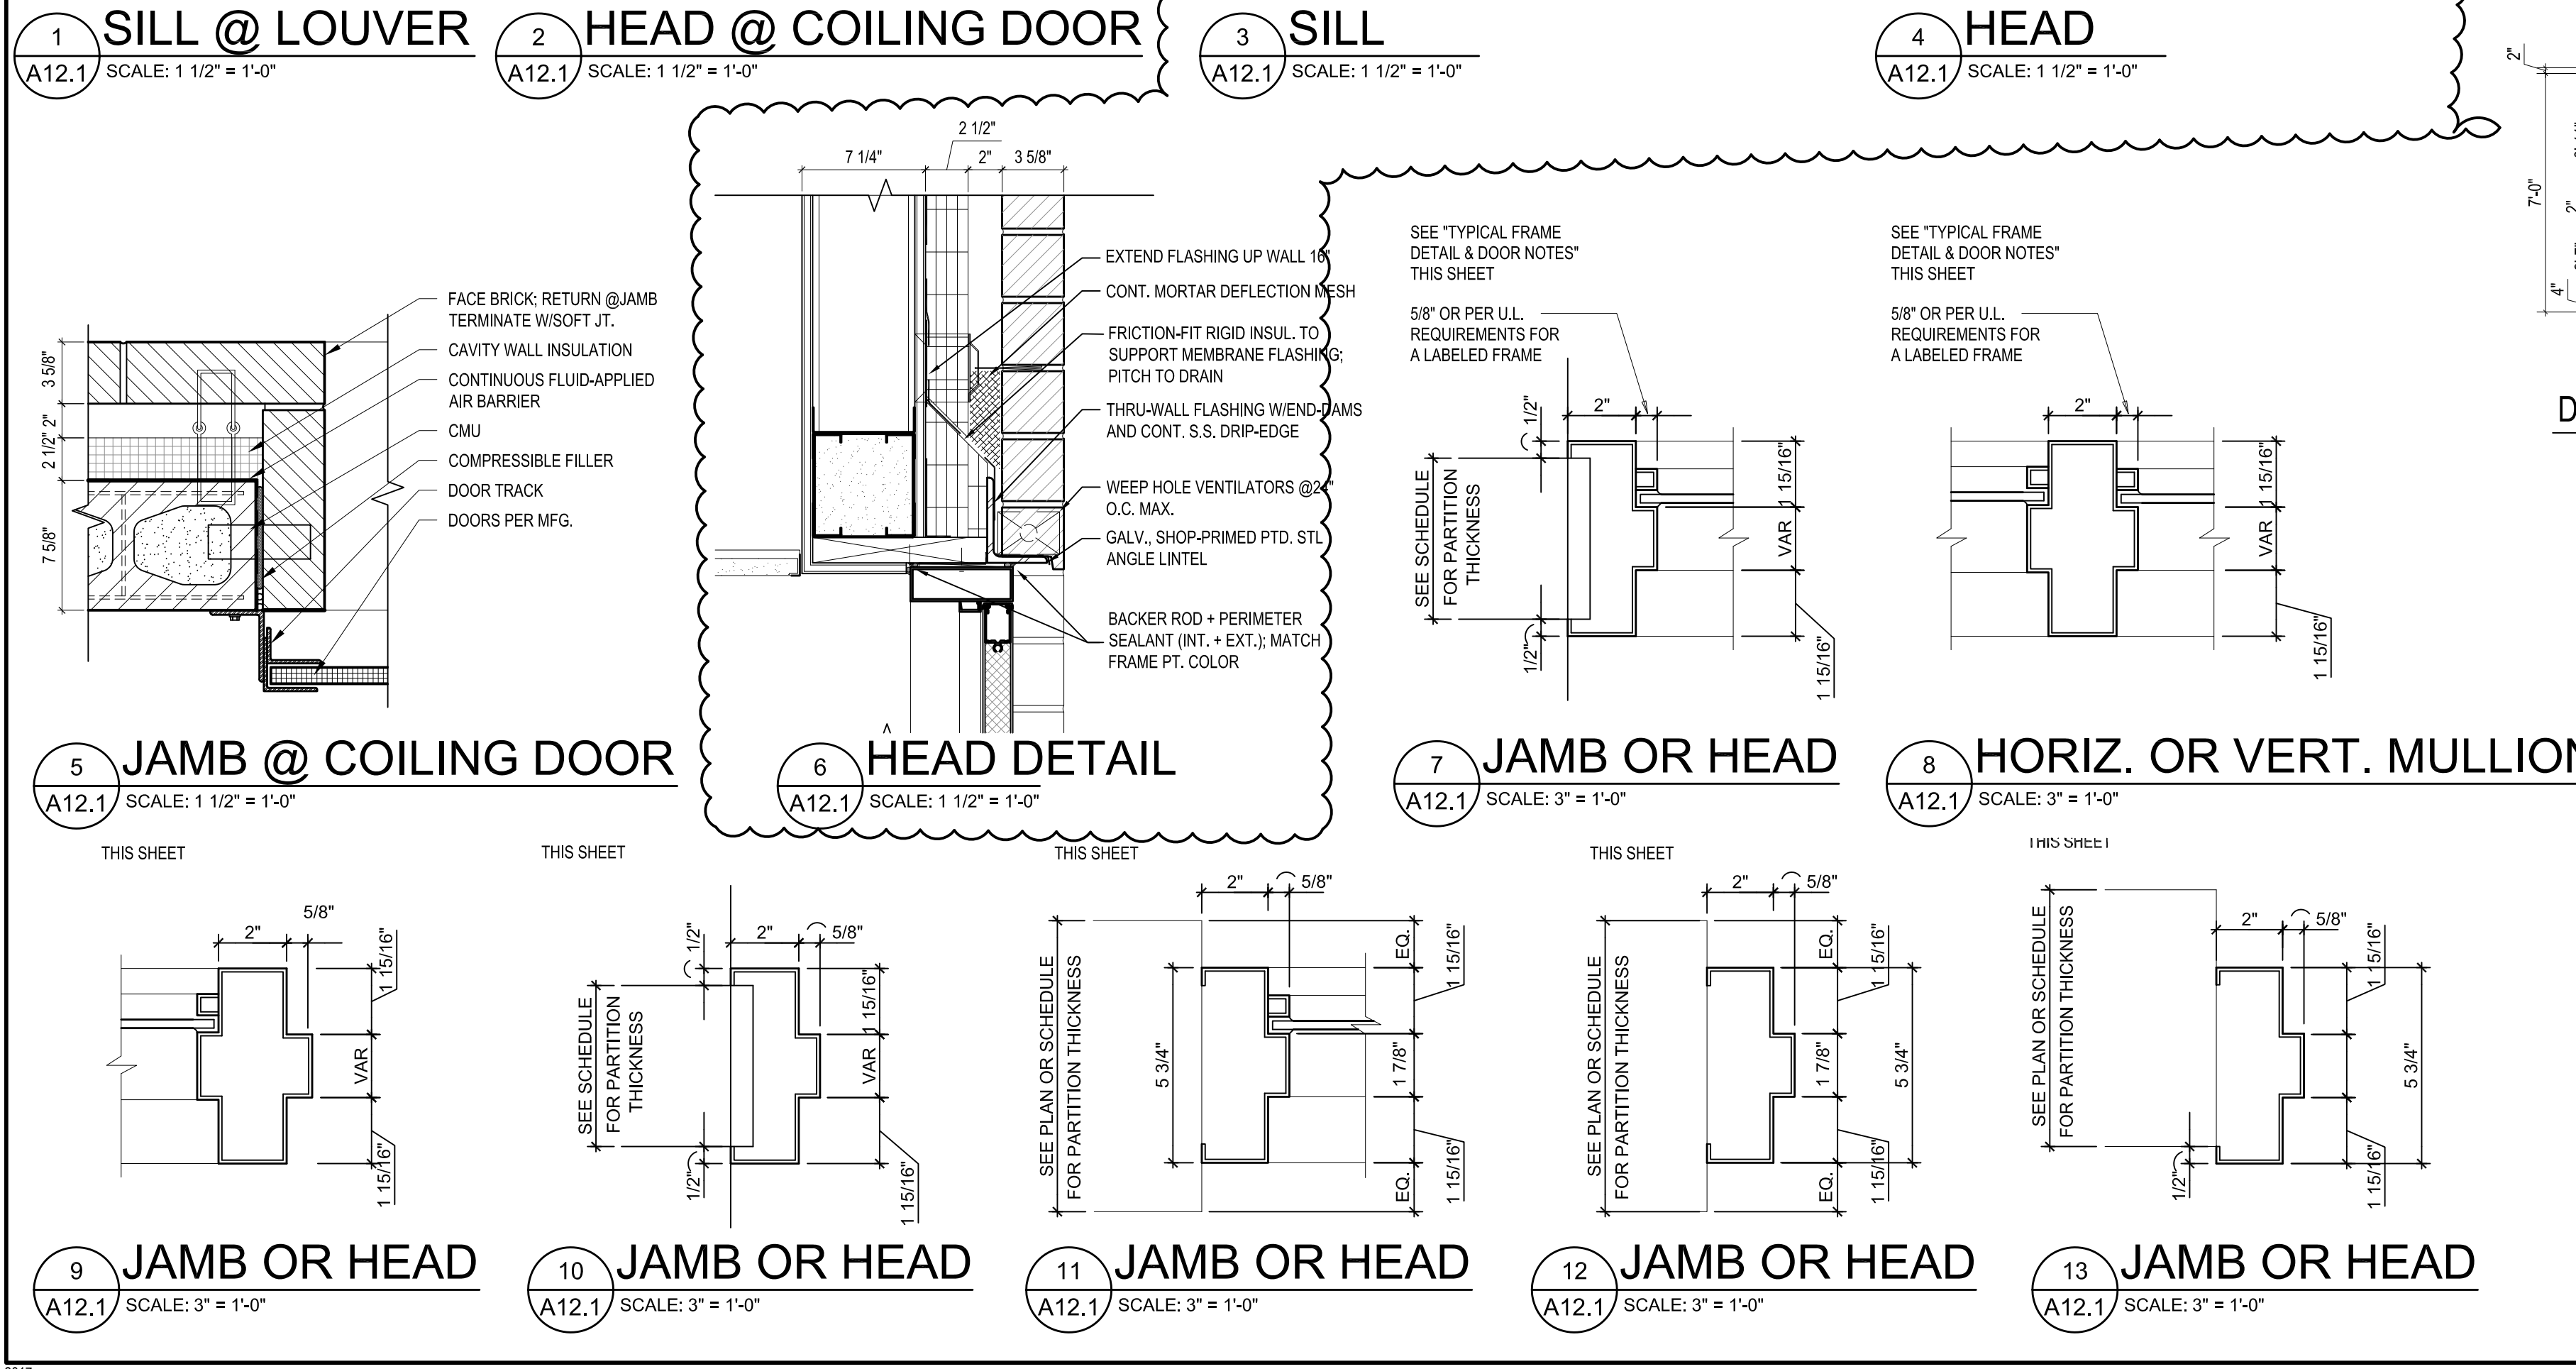 1
A12.1
SILL @ LOUVER
SCALE: 1 1/2" = 1'-0"
2
A12.1
HEAD @ COILING DOOR
SCALE: 1 1/2" = 1'-0"
3
A12.1
SILL
SCALE: 1 1/2" = 1'-0"
4
A12.1
HEAD
SCALE: 1 1/2" = 1'-0"
2"
7'-0"
2"
4"
D
3 5/8"
2"
2 1/2"
7 5/8"
FACE BRICK; RETURN @JAMB
TERMINATE W/SOFT JT.
CAVITY WALL INSULATION
CONTINUOUS FLUID-APPLIED
AIR BARRIER
CMU
COMPRESSIBLE FILLER
DOOR TRACK
DOORS PER MFG.
5
A12.1
JAMB @ COILING DOOR
SCALE: 1 1/2" = 1'-0"
2 1/2"
7 1/4"
2"
3 5/8"
EXTEND FLASHING UP WALL 16"
CONT. MORTAR DEFLECTION MESH
FRICTION-FIT RIGID INSUL. TO
SUPPORT MEMBRANE FLASHING;
PITCH TO DRAIN
THRU-WALL FLASHING W/END-DAMS
AND CONT. S.S. DRIP-EDGE
WEEP HOLE VENTILATORS @24"
O.C. MAX.
GALV., SHOP-PRIMED PTD. STL
ANGLE LINTEL
BACKER ROD + PERIMETER
SEALANT (INT. + EXT.); MATCH
FRAME PT. COLOR
6
A12.1
HEAD DETAIL
SCALE: 1 1/2" = 1'-0"
SEE "TYPICAL FRAME
DETAIL & DOOR NOTES"
THIS SHEET
5/8" OR PER U.L.
REQUIREMENTS FOR
A LABELED FRAME
1/2"
2"
SEE SCHEDULE
FOR PARTITION
THICKNESS
1/2"
1 15/16"
VAR
1 15/16"
7
A12.1
JAMB OR HEAD
SCALE: 3" = 1'-0"
SEE "TYPICAL FRAME
DETAIL & DOOR NOTES"
THIS SHEET
5/8" OR PER U.L.
REQUIREMENTS FOR
A LABELED FRAME
2"
1 15/16"
VAR
1 15/16"
8
A12.1
HORIZ. OR VERT. MULLION
SCALE: 3" = 1'-0"
THIS SHEET
5/8"
2"
1 15/16"
VAR
1 15/16"
9
A12.1
JAMB OR HEAD
SCALE: 3" = 1'-0"
THIS SHEET
1/2"
2"
5/8"
SEE SCHEDULE
FOR PARTITION
THICKNESS
1/2"
1 15/16"
VAR
1 15/16"
10
A12.1
JAMB OR HEAD
SCALE: 3" = 1'-0"
THIS SHEET
2"
5/8"
SEE PLAN OR SCHEDULE
FOR PARTITION THICKNESS
5 3/4"
EQ.
1 15/16"
1 7/8"
EQ.
1 15/16"
11
A12.1
JAMB OR HEAD
SCALE: 3" = 1'-0"
THIS SHEET
2"
5/8"
SEE PLAN OR SCHEDULE
FOR PARTITION THICKNESS
EQ.
1 15/16"
1 7/8"
5 3/4"
EQ.
1 15/16"
12
A12.1
JAMB OR HEAD
SCALE: 3" = 1'-0"
THIS SHEET
2"
5/8"
SEE PLAN OR SCHEDULE
FOR PARTITION THICKNESS
1/2"
1 15/16"
5 3/4"
1 15/16"
13
A12.1
JAMB OR HEAD
SCALE: 3" = 1'-0"